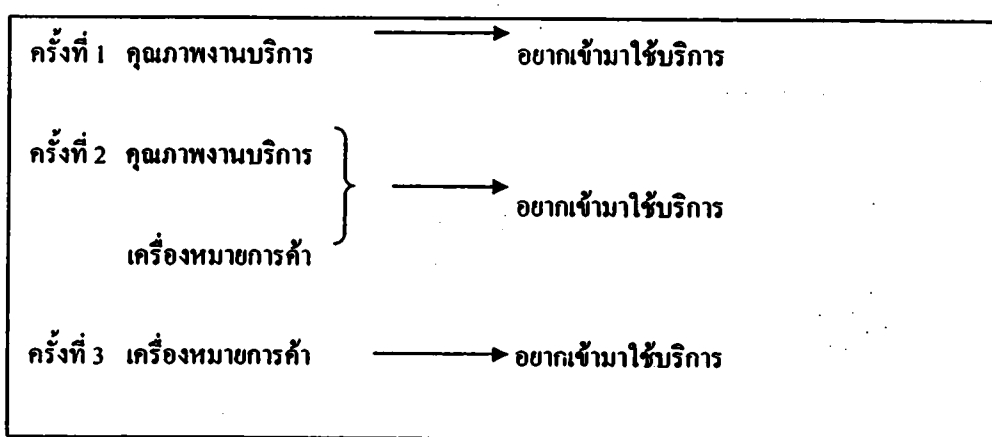 ครั้งที่ 1 คุณภาพงานบริการ อยากเข้ามาใช้บริการ
ครั้งที่ 2 คุณภาพงานบริการ
อยากเข้ามาใช้บริการ
เครื่องหมายการค้า
ครั้งที่ 3 เครื่องหมายการค้า อยากเข้ามาใช้บริการ